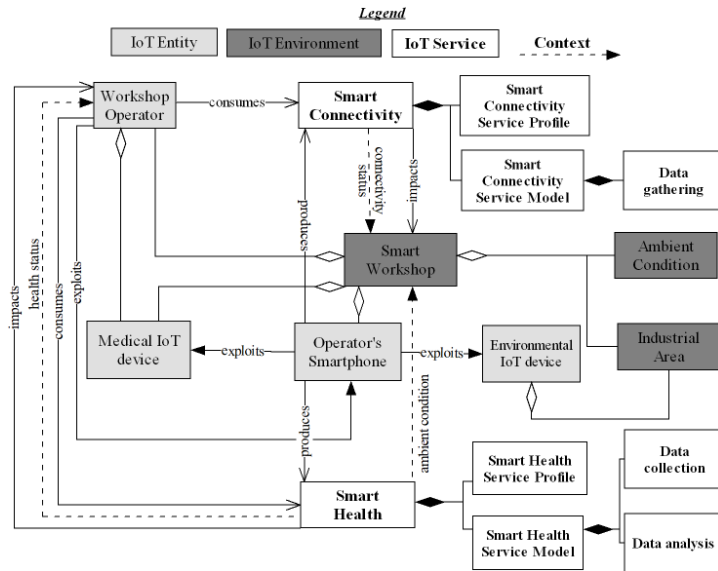 Legend
IoT Entity
IoT Environment
IoT Service
Context
Workshop
Operator
consumes
Smart
Connectivity
Smart
Connectivity
Service Profile
Smart
Connectivity
Service Model
Data
gathering
connectivity
status
impacts
produces
Smart
Workshop
Ambient
Condition
impacts
health status
consumes
exploits
Medical IoT
device
exploits
Operator's
Smartphone
exploits
Environmental
IoT device
Industrial
Area
produces
ambient condition
Smart
Health
Smart Health
Service Profile
Smart Health
Service Model
Data
collection
Data analysis